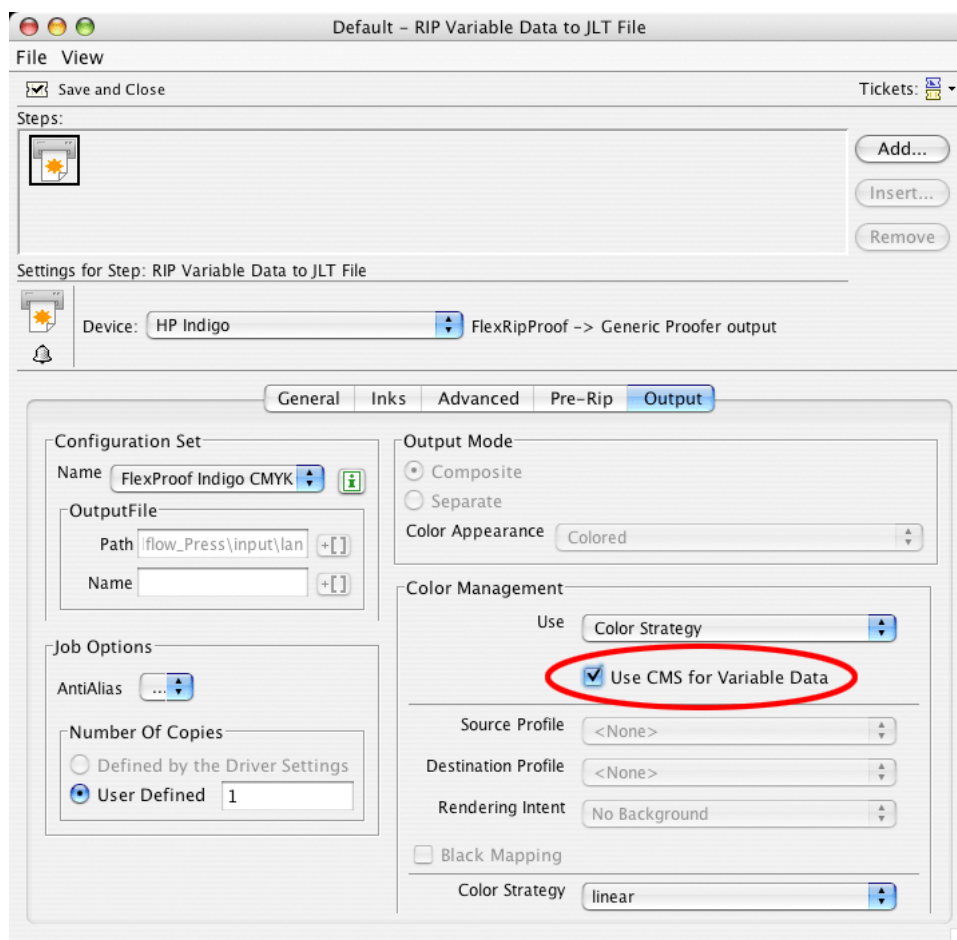 Default – RIP Variable Data to JLT File
File View
Save and Close
Tickets:
Steps:
Add...
Insert...
Remove
Settings for Step: RIP Variable Data to JLT File
Device: HP Indigo FlexRipProof -> Generic Proofer output
General Inks Advanced Pre-Rip Output
Configuration Set
Name FlexProof Indigo CMYK
OutputFile
Path flow_Press\input\lan +[]
Name +[]
Job Options
AntiAlias ...
Number Of Copies
Defined by the Driver Settings
User Defined 1
Output Mode
Composite
Separate
Color Appearance Colored
Color Management
Use Color Strategy
Use CMS for Variable Data
Source Profile <None>
Destination Profile <None>
Rendering Intent No Background
Black Mapping
Color Strategy linear